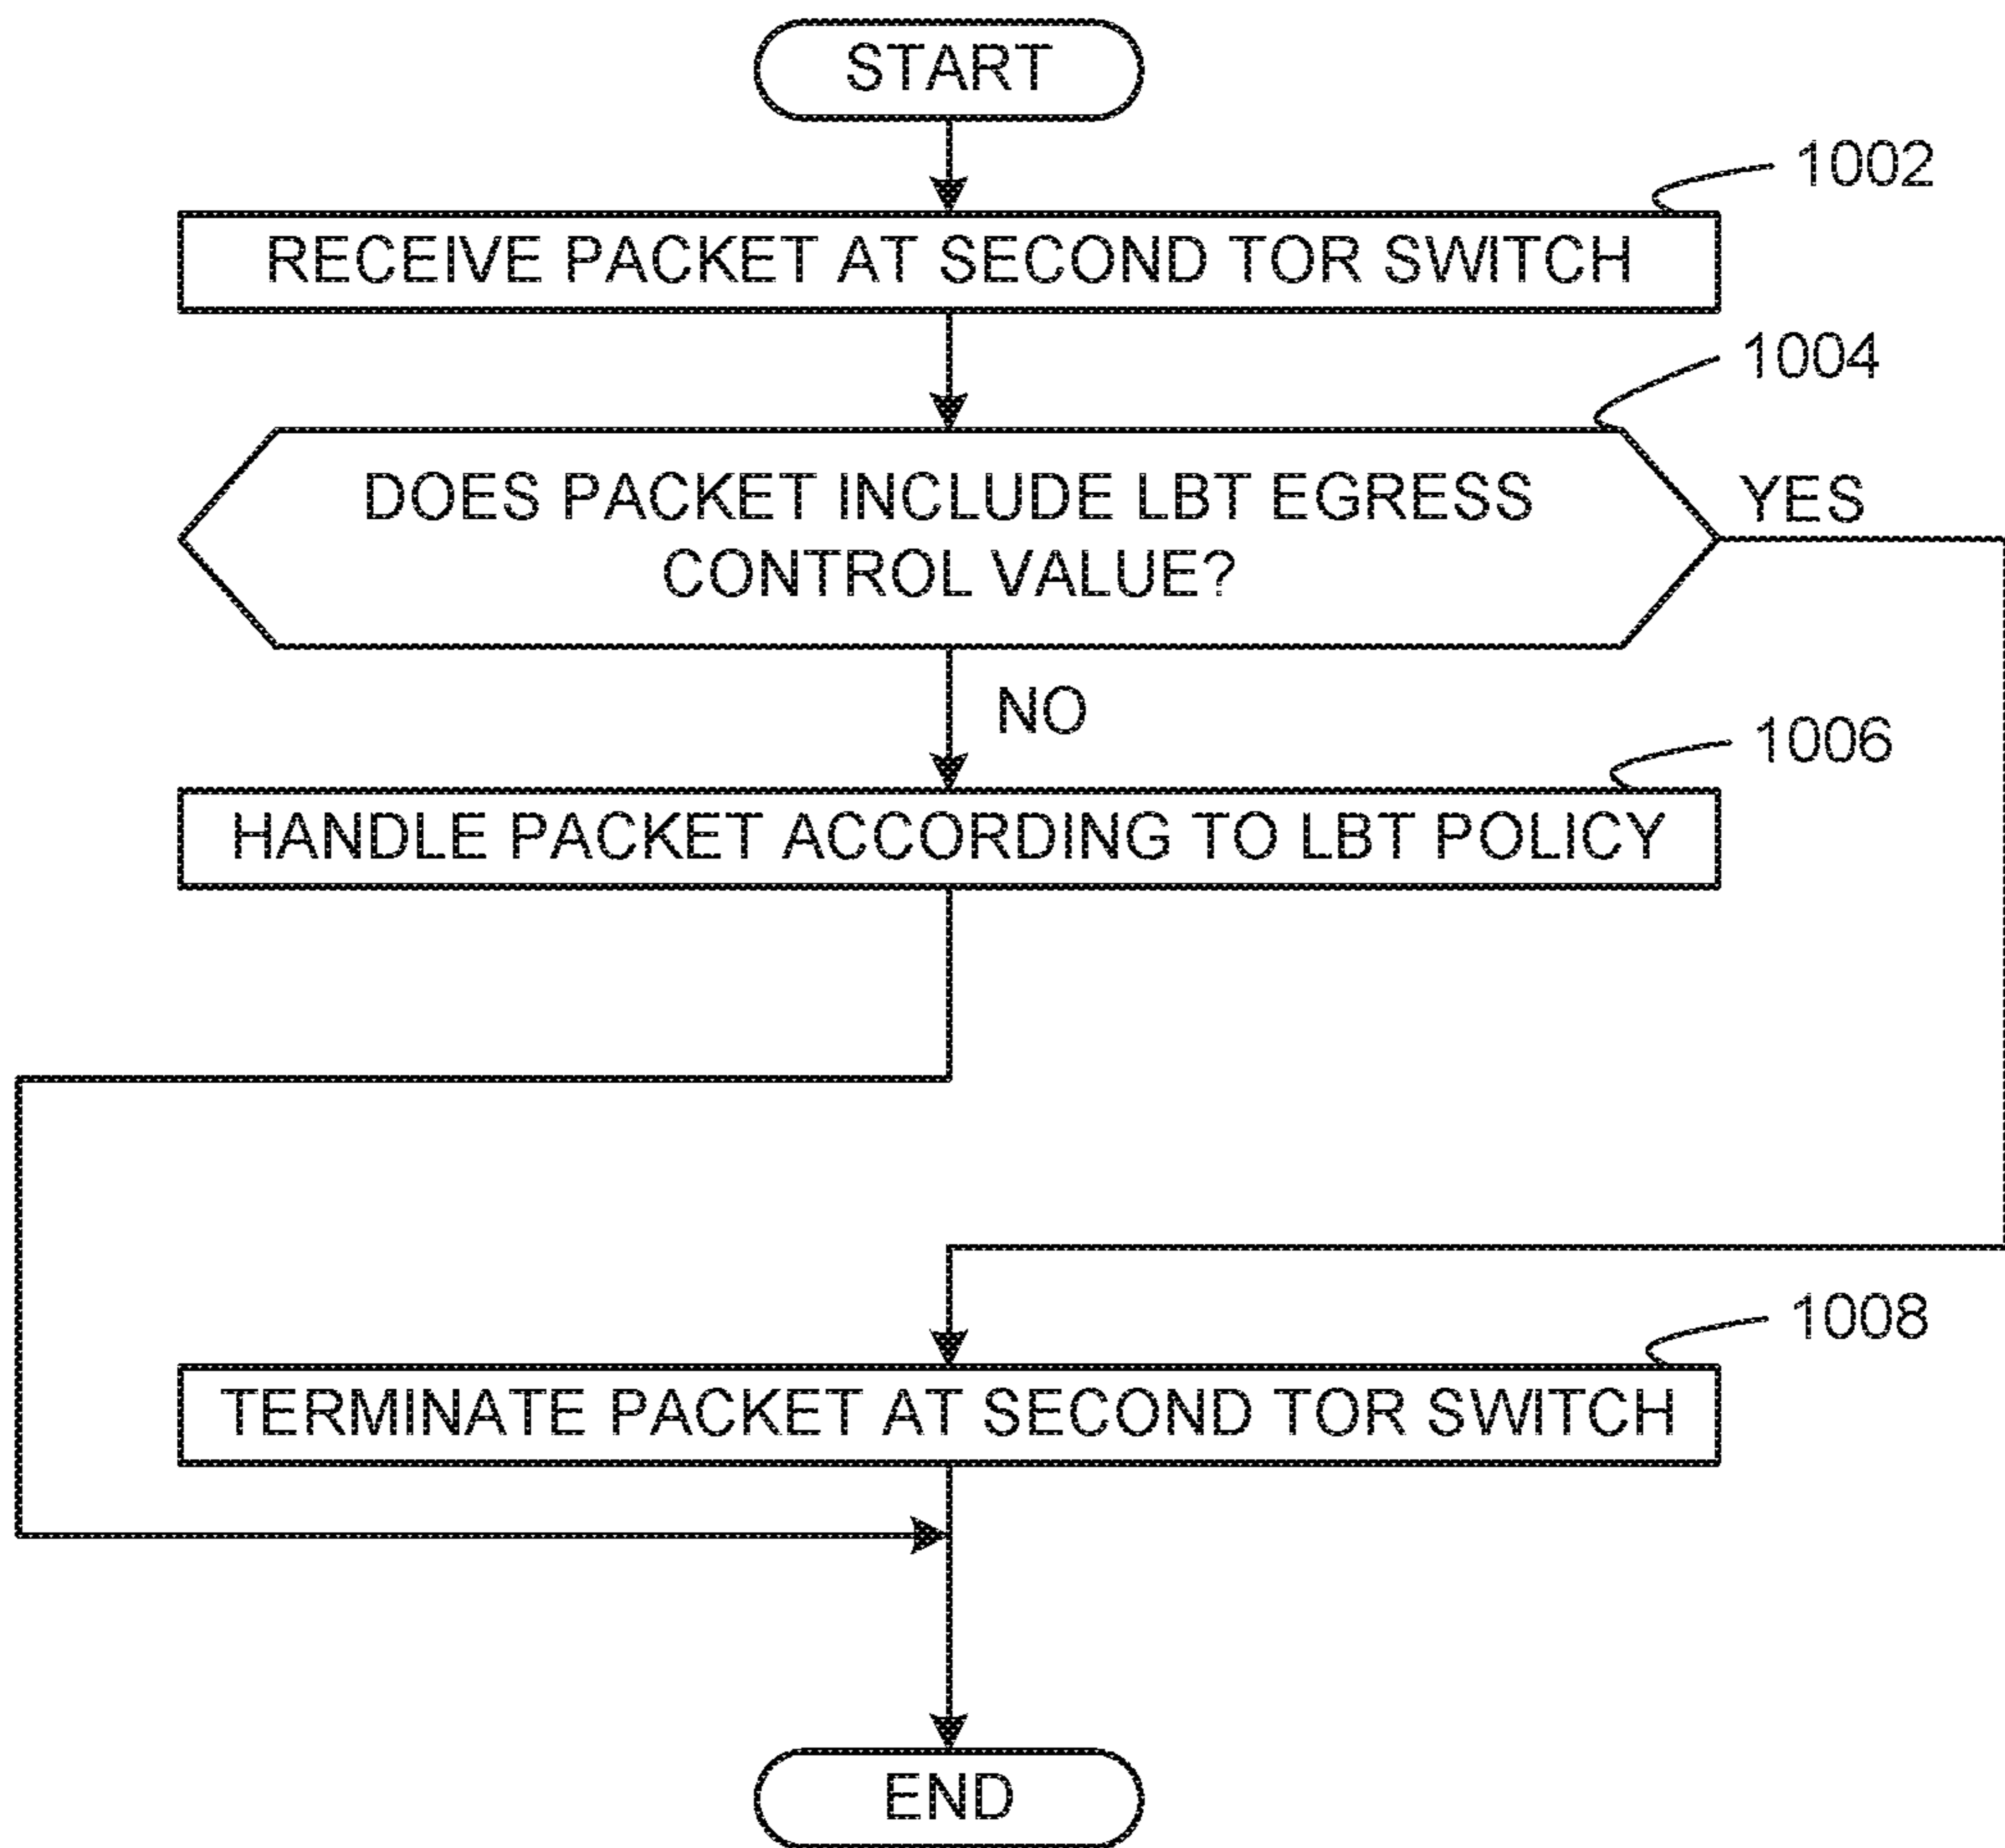 START
1002
RECEIVE PACKET AT SECOND TOR SWITCH
1004
DOES PACKET INCLUDE LBT EGRESS
CONTROL VALUE?
YES
NO
1006
HANDLE PACKET ACCORDING TO LBT POLICY
1008
TERMINATE PACKET AT SECOND TOR SWITCH
END